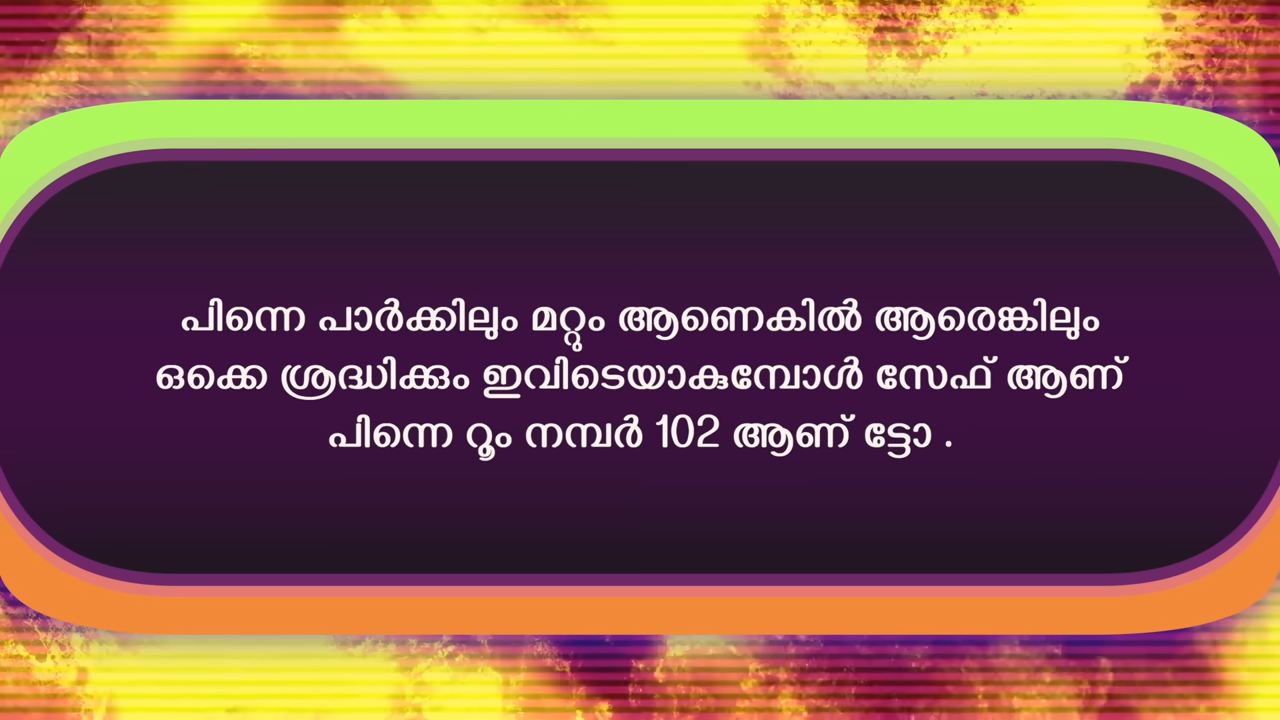 പിന്നെ പാർക്കിലും മറ്റും ആണെകിൽ ആരെങ്കിലും
ഒക്കെ ശ്രദ്ധിക്കും ഇവിടെയാകുമ്പോൾ സേഫ് ആണ്
പിന്നെ റൂം നമ്പർ 102 ആണ് ട്ടോ .